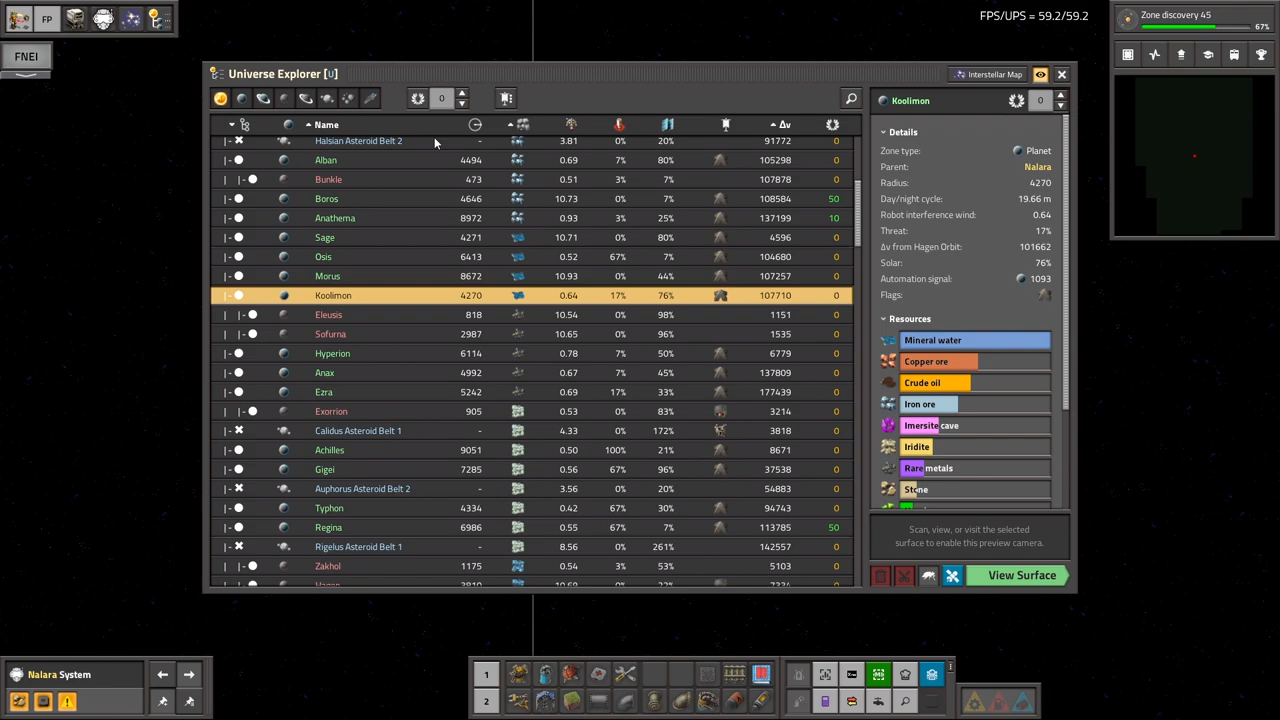 FP
FPS/UPS = 59.2/59.2
Zone discovery 45
67%
FNEI
Universe Explorer [U]
Interstellar Map
0
Name
Δv
Halsian Asteroid Belt 2 - 3.81 0% 20% 91772 0
Alban 4494 0.69 7% 80% 105298 0
Bunkle 473 0.51 3% 7% 107878 0
Boros 4646 10.73 0% 7% 108584 50
Anathema 8972 0.93 3% 25% 137199 10
Sage 4271 10.71 0% 80% 4596 0
Osis 6413 0.52 67% 7% 104680 0
Morus 8672 10.93 0% 44% 107257 0
Koolimon 4270 0.64 17% 76% 107710 0
Eleusis 818 10.54 0% 98% 1151 0
Sofurna 2987 10.65 0% 96% 1535 0
Hyperion 6114 0.78 7% 50% 6779 0
Anax 4992 0.67 7% 45% 137809 0
Ezra 5242 0.69 17% 33% 177439 0
Exorrion 905 0.53 0% 83% 3214 0
Calidus Asteroid Belt 1 - 4.33 0% 172% 3818 0
Achilles 9051 0.50 100% 21% 8671 0
Gigei 7285 0.56 67% 96% 37538 0
Auphorus Asteroid Belt 2 - 3.56 0% 20% 54883 0
Typhon 4334 0.42 67% 30% 94743 0
Regina 6986 0.55 67% 7% 113785 50
Rigelus Asteroid Belt 1 - 8.56 0% 261% 142557 0
Zakhol 1175 0.54 3% 53% 5103 0
Koolimon
0
Details
Zone type: Planet
Parent: Nalara
Radius: 4270
Day/night cycle: 19.66 m
Robot interference wind: 0.64
Threat: 17%
Δv from Hagen Orbit: 101662
Solar: 76%
Automation signal: 1093
Flags:
Resources
Mineral water
Copper ore
Crude oil
Iron ore
Imersite cave
Iridite
Rare metals
Stone
Scan, view, or visit the selected
surface to enable this preview camera.
View Surface
Nalara System
1
2